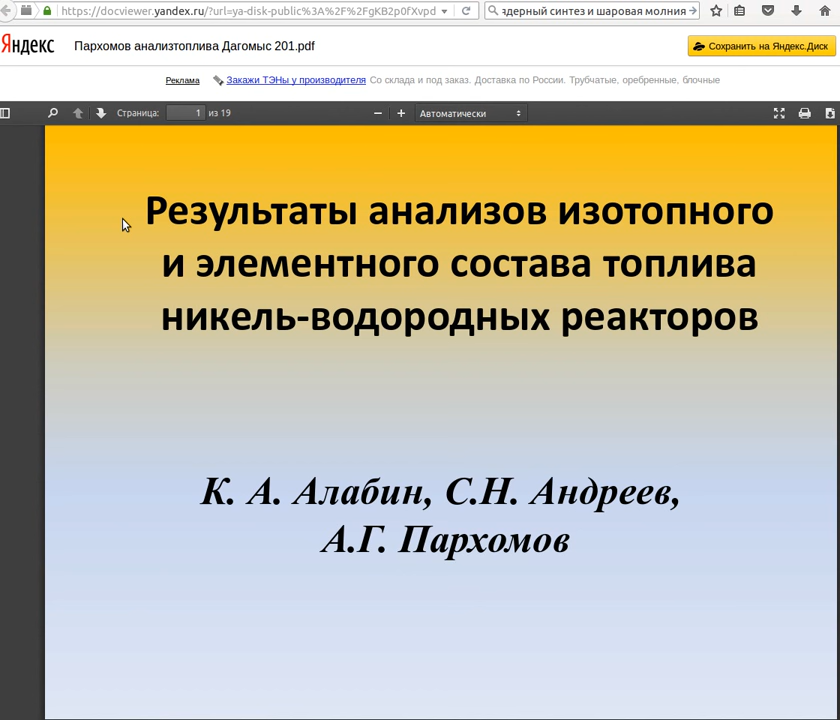 https://docviewer.yandex.ru/?url=ya-disk-public%3A%2F%2FgKB2p0fXvpd
здерный синтез и шаровая молния
Яндекс
Пархомов анализтоплива Дагомыс 201.pdf
Сохранить на Яндекс.Диск
Реклама
Закажи ТЭНы у производителя Со склада и под заказ. Доставка по России. Трубчатые, оребренные, блочные
Страница: 1 из 19
Автоматически
Результаты анализов изотопного
и элементного состава топлива
никель-водородных реакторов
К. А. Алабин, С.Н. Андреев,
А.Г. Пархомов